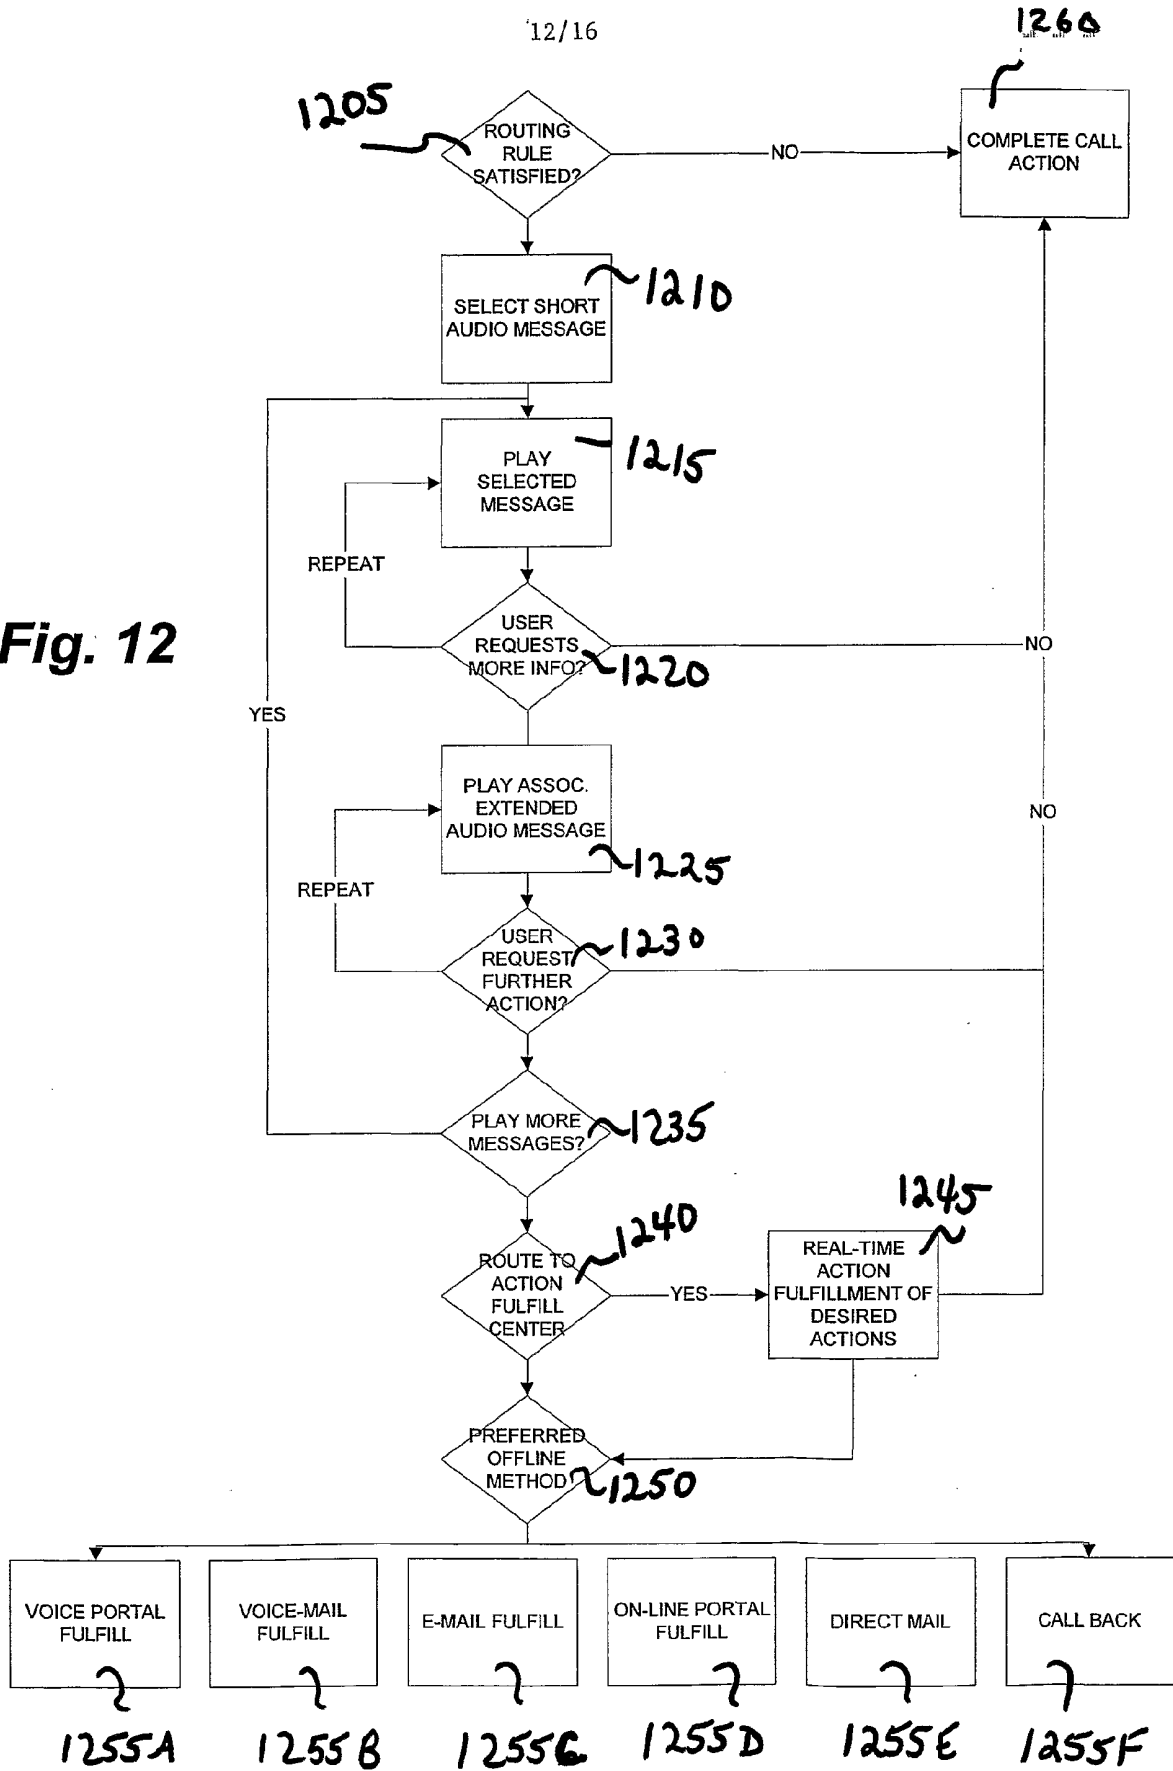 12/16
1260
1205
ROUTING
RULE
SATISFIED?
NO
COMPLETE CALL
ACTION
1210
SELECT SHORT
AUDIO MESSAGE
1215
PLAY
SELECTED
MESSAGE
REPEAT
USER
REQUESTS
MORE INFO?
1220
NO
Fig. 12
YES
PLAY ASSOC.
EXTENDED
AUDIO MESSAGE
1225
NO
REPEAT
USER
REQUEST
FURTHER
ACTION?
1230
PLAY MORE
MESSAGES?
1235
1240
ROUTE TO
ACTION
FULFILL
CENTER
YES
1245
REAL-TIME
ACTION
FULFILLMENT OF
DESIRED
ACTIONS
PREFERRED
OFFLINE
METHOD
1250
VOICE PORTAL
FULFILL
VOICE-MAIL
FULFILL
E-MAIL FULFILL
ON-LINE PORTAL
FULFILL
DIRECT MAIL
CALL BACK
1255A
1255B
1255C
1255D
1255E
1255F